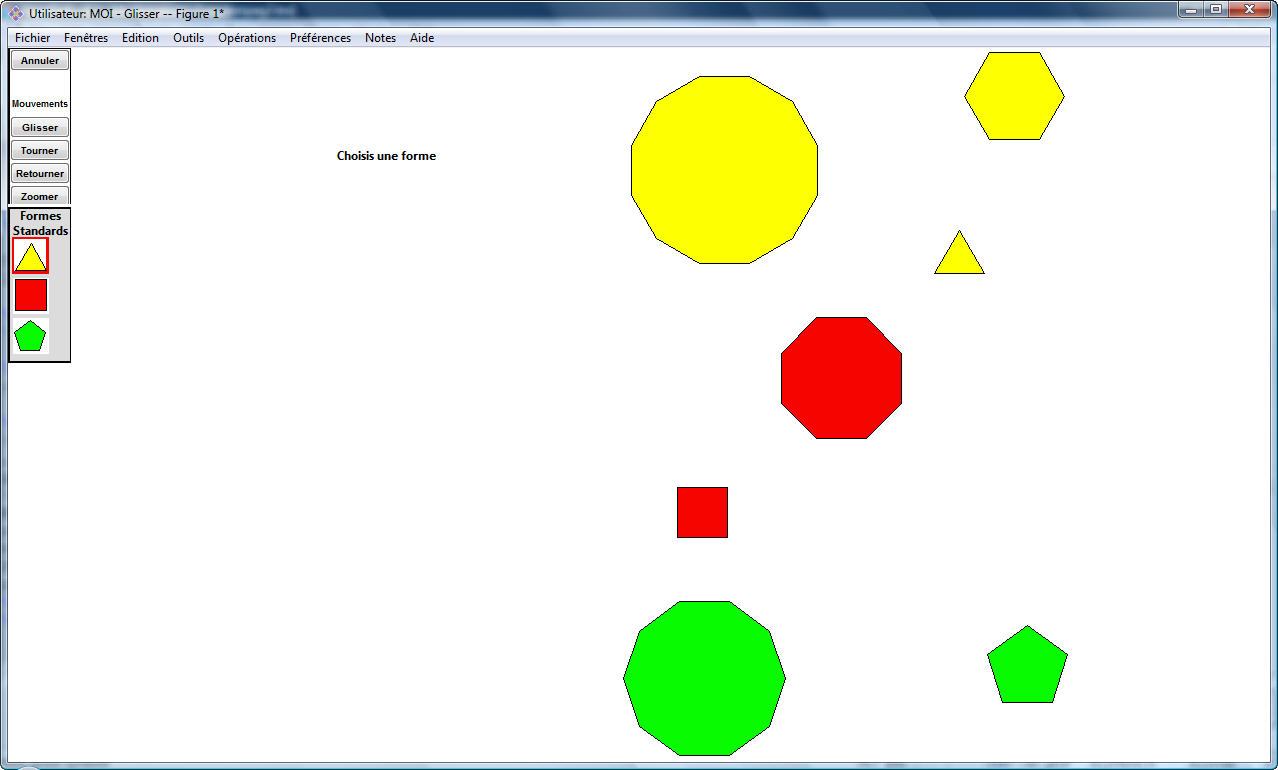 Utilisateur: MOI - Glisser -- Figure 1*
Fichier Fenêtres Edition Outils Opérations Préférences Notes Aide
Annuler
Mouvements
Glisser
Tourner
Retourner
Zoomer
Formes
Standards
Choisis une forme